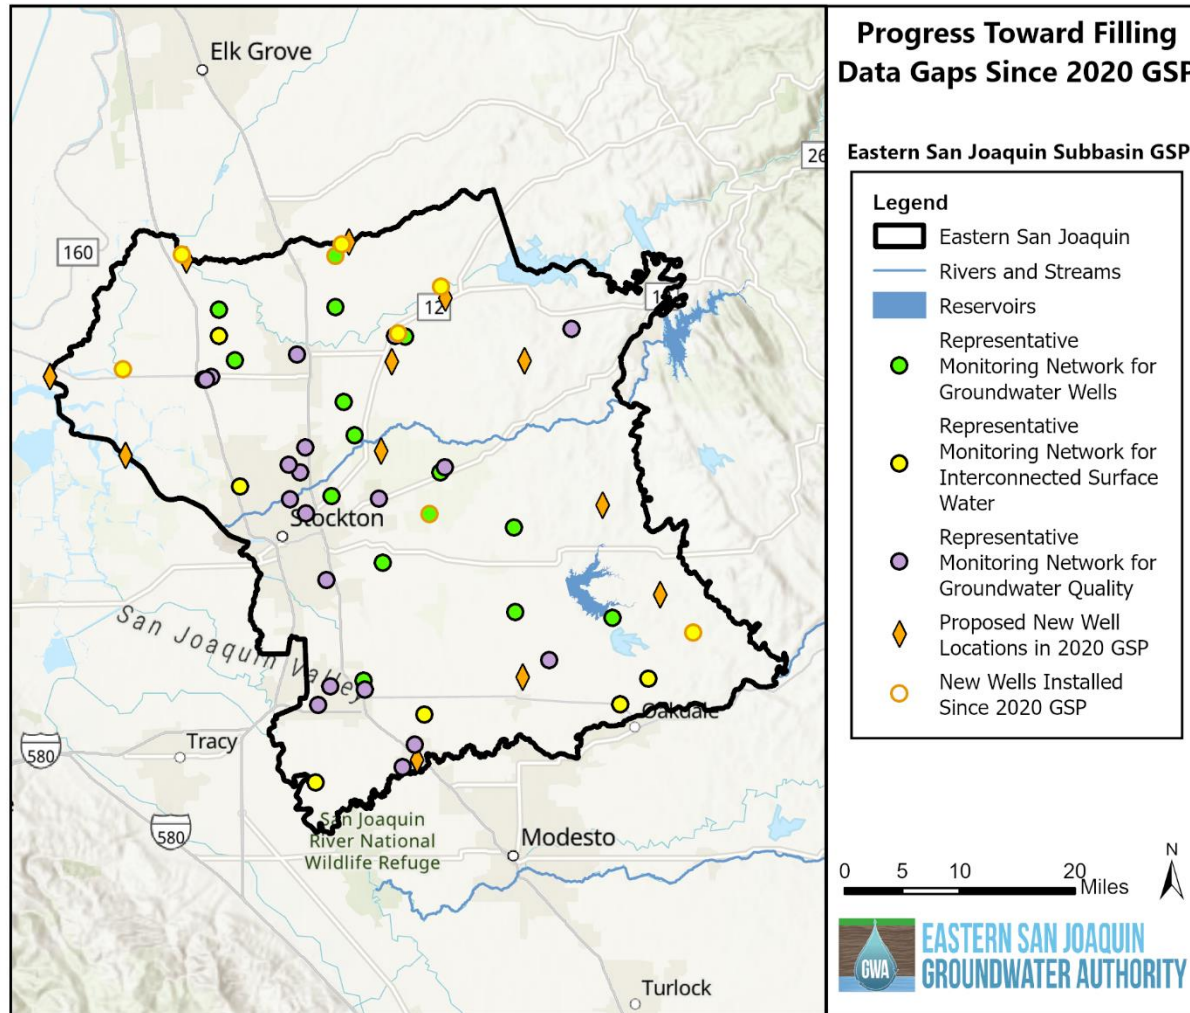 Elk Grove
160
12
Stockton
San Joaquin Valley
Oakdale
Tracy
580
580
San Joaquin
River National
Wildlife Refuge
Modesto
Turlock
Progress Toward Filling
Data Gaps Since 2020 GSP
Eastern San Joaquin Subbasin GSP
Legend
Eastern San Joaquin
Rivers and Streams
Reservoirs
Representative
Monitoring Network for
Groundwater Wells
Representative
Monitoring Network for
Interconnected Surface
Water
Representative
Monitoring Network for
Groundwater Quality
Proposed New Well
Locations in 2020 GSP
New Wells Installed
Since 2020 GSP
N
0 5 10 20
Miles
GWA
EASTERN SAN JOAQUIN
GROUNDWATER AUTHORITY